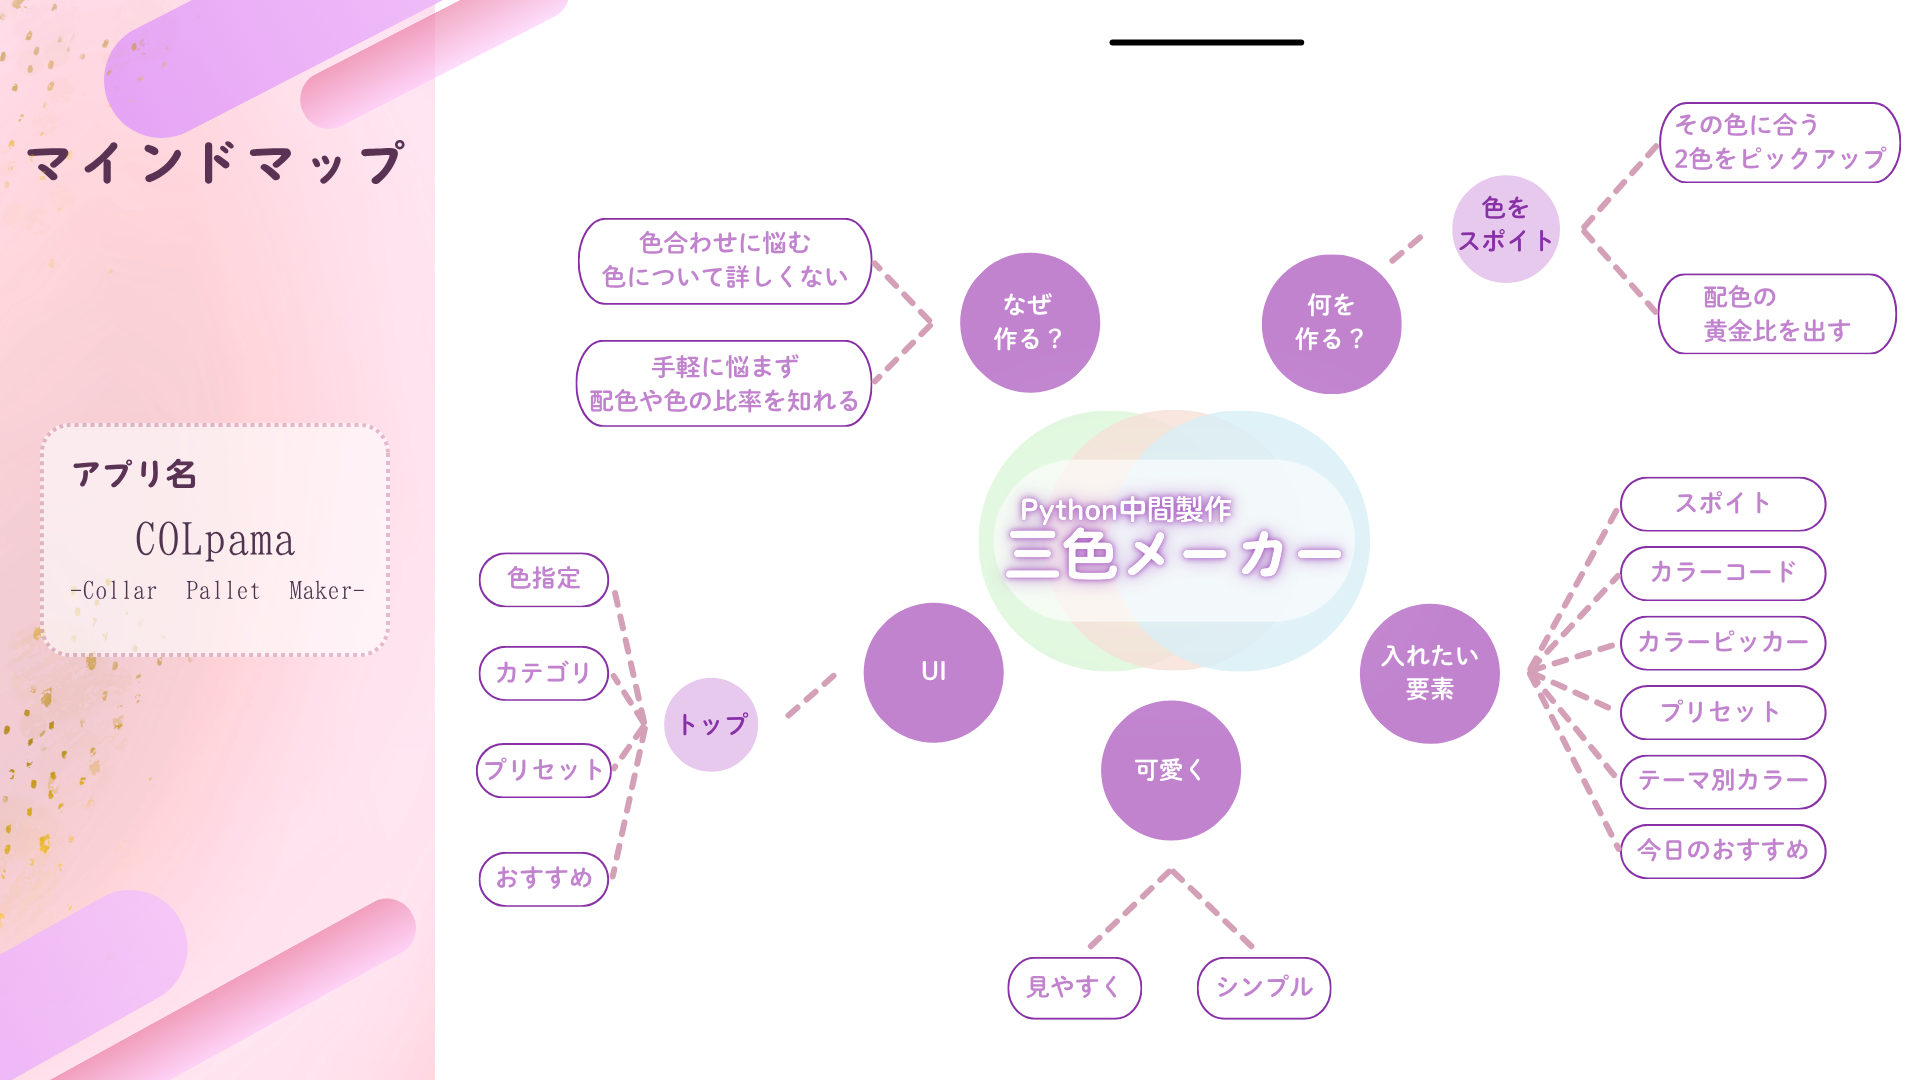 マインドマップ
アプリ名
COLpama
-Collar Pallet Maker-
色合わせに悩む
色について詳しくない
手軽に悩まず
配色や色の比率を知れる
なぜ
作る？
何を
作る？
色を
スポイト
その色に合う
2色をピックアップ
配色の
黄金比を出す
Python中間製作
三色メーカー
色指定
カテゴリ
プリセット
おすすめ
トップ
UI
可愛く
見やすく
シンプル
入れたい
要素
スポイト
カラーコード
カラーピッカー
プリセット
テーマ別カラー
今日のおすすめ